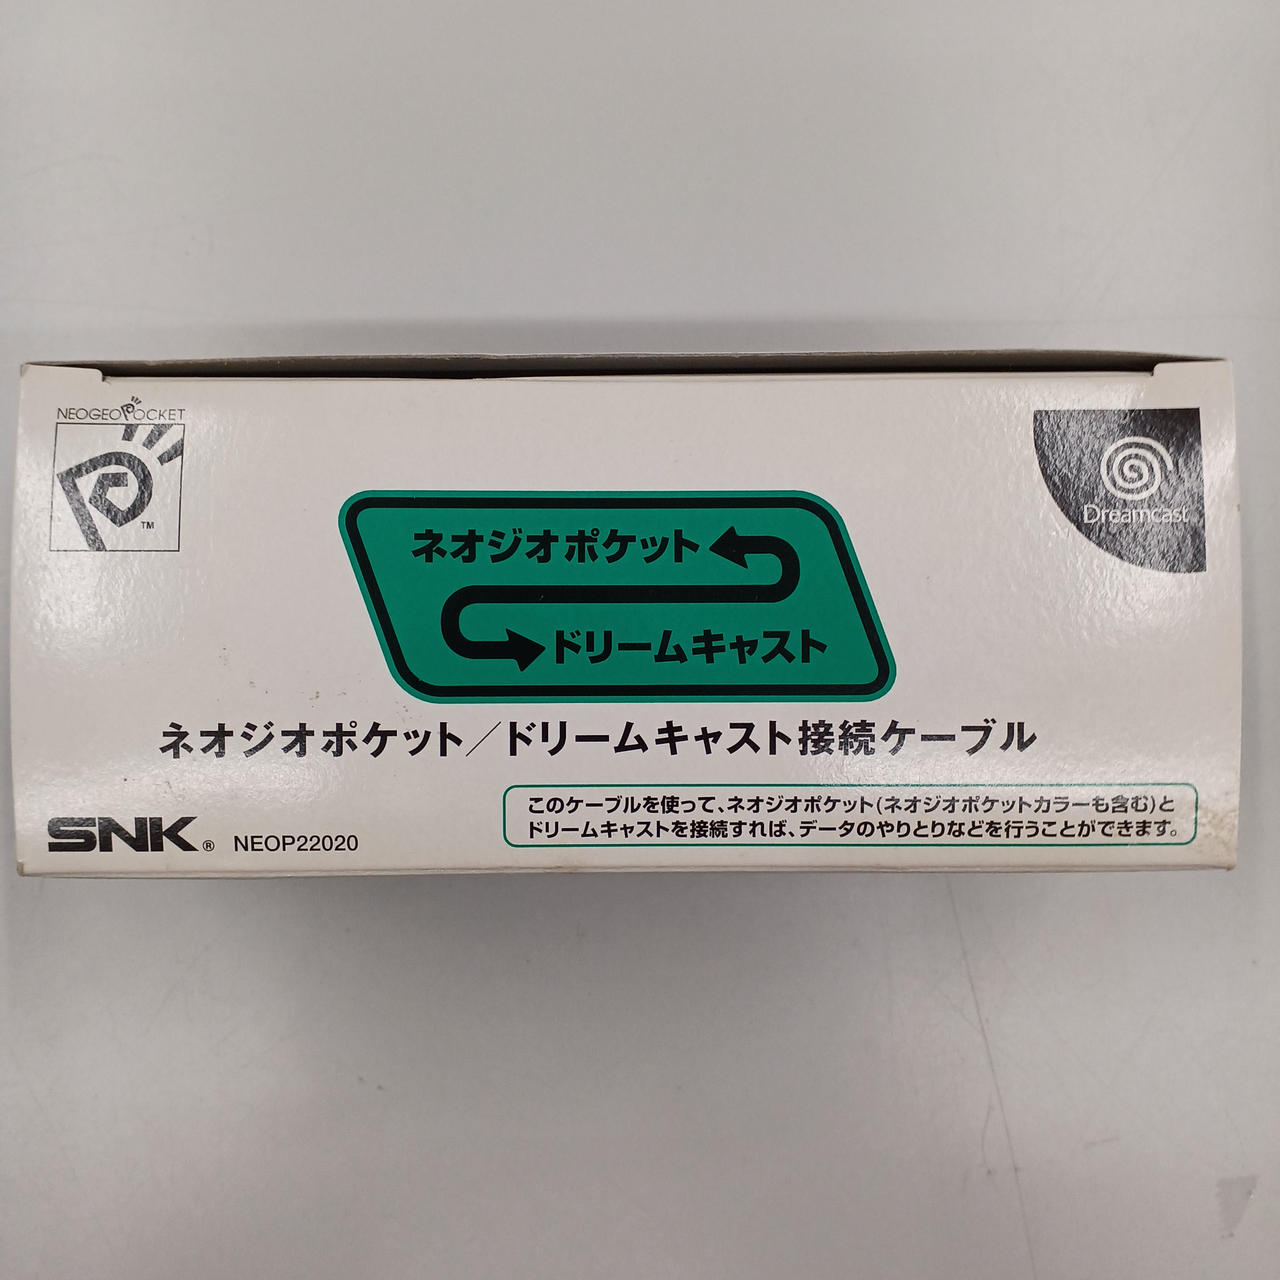 NEOGEO POCKET
TM
Dreamcast
ネオジオポケット
ドリームキャスト
ネオジオポケット／ドリームキャスト接続ケーブル
このケーブルを使って、ネオジオポケット(ネオジオポケットカラーも含む)と
ドリームキャストを接続すれば、データのやりとりなどを行うことができます。
SNK® NEOP22020